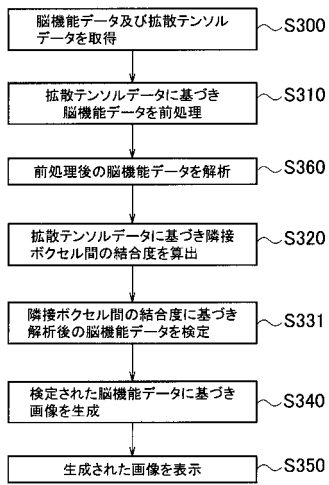 脳機能データ及び拡散テンソル
データを取得
S300
拡散テンソルデータに基づき
脳機能データを前処理
S310
前処理後の脳機能データを解析
S360
拡散テンソルデータに基づき隣接
ボクセル間の結合度を算出
S320
隣接ボクセル間の結合度に基づき
解析後の脳機能データを検定
S331
検定された脳機能データに基づき
画像を生成
S340
生成された画像を表示
S350